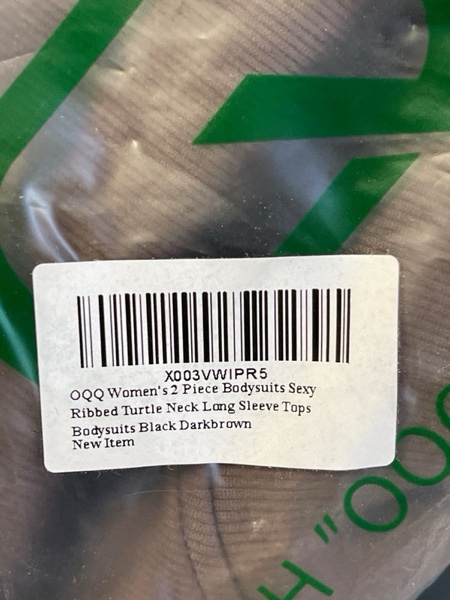 X003VWIPR5
OQQ Women's 2 Piece Bodysuits Sexy
Ribbed Turtle Neck Long Sleeve Tops
Bodysuits Black Darkbrown
New Item